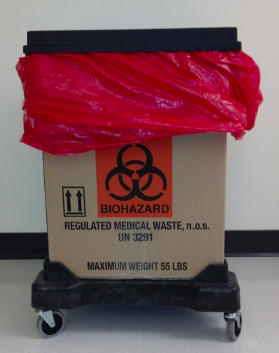 BIOHAZARD
REGULATED MEDICAL WASTE, n.o.s.
UN 3291
MAXIMUM WEIGHT 55 LBS